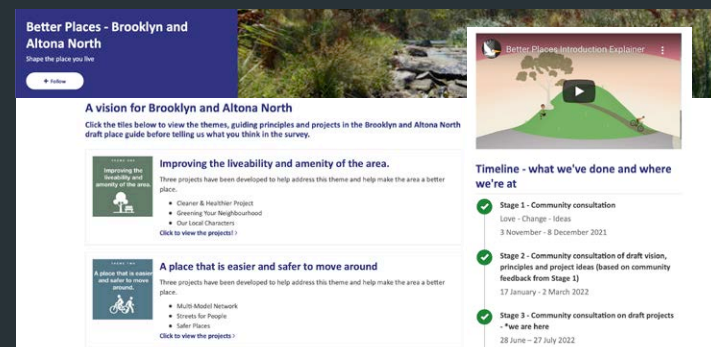 Better Places - Brooklyn and
Altona North
Shape the place you live
+ Follow
A vision for Brooklyn and Altona North
Click the tiles below to view the themes, guiding principles and projects in the Brooklyn and Altona North
draft place guide before telling us what you think in the survey.
THEME ONE
Improving the
liveability and
amenity of the area.
Improving the liveability and amenity of the area.
Three projects have been developed to help address this theme and help make the area a better
place.
Cleaner & Healthier Project
Greening Your Neighbourhood
Our Local Characters
Click to view the projects! >
THEME TWO
A place that is easier
and safer to move
around.
A place that is easier and safer to move around
Three projects have been developed to help address this theme and help make the area a better
place.
Multi-Model Network
Streets for People
Safer Places
Click to view the projects >
Better Places Introduction Explainer
Timeline - what we've done and where
we're at
Stage 1 - Community consultation
Love - Change - Ideas
3 November - 8 December 2021
Stage 2 - Community consultation of draft vision,
principles and project ideas (based on community
feedback from Stage 1)
17 January - 2 March 2022
Stage 3 - Community consultation on draft projects
- *we are here
28 June – 27 July 2022